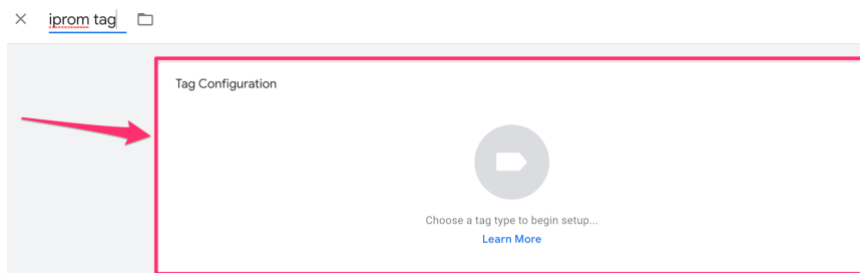 iprom tag
Tag Configuration
Choose a tag type to begin setup...
Learn More